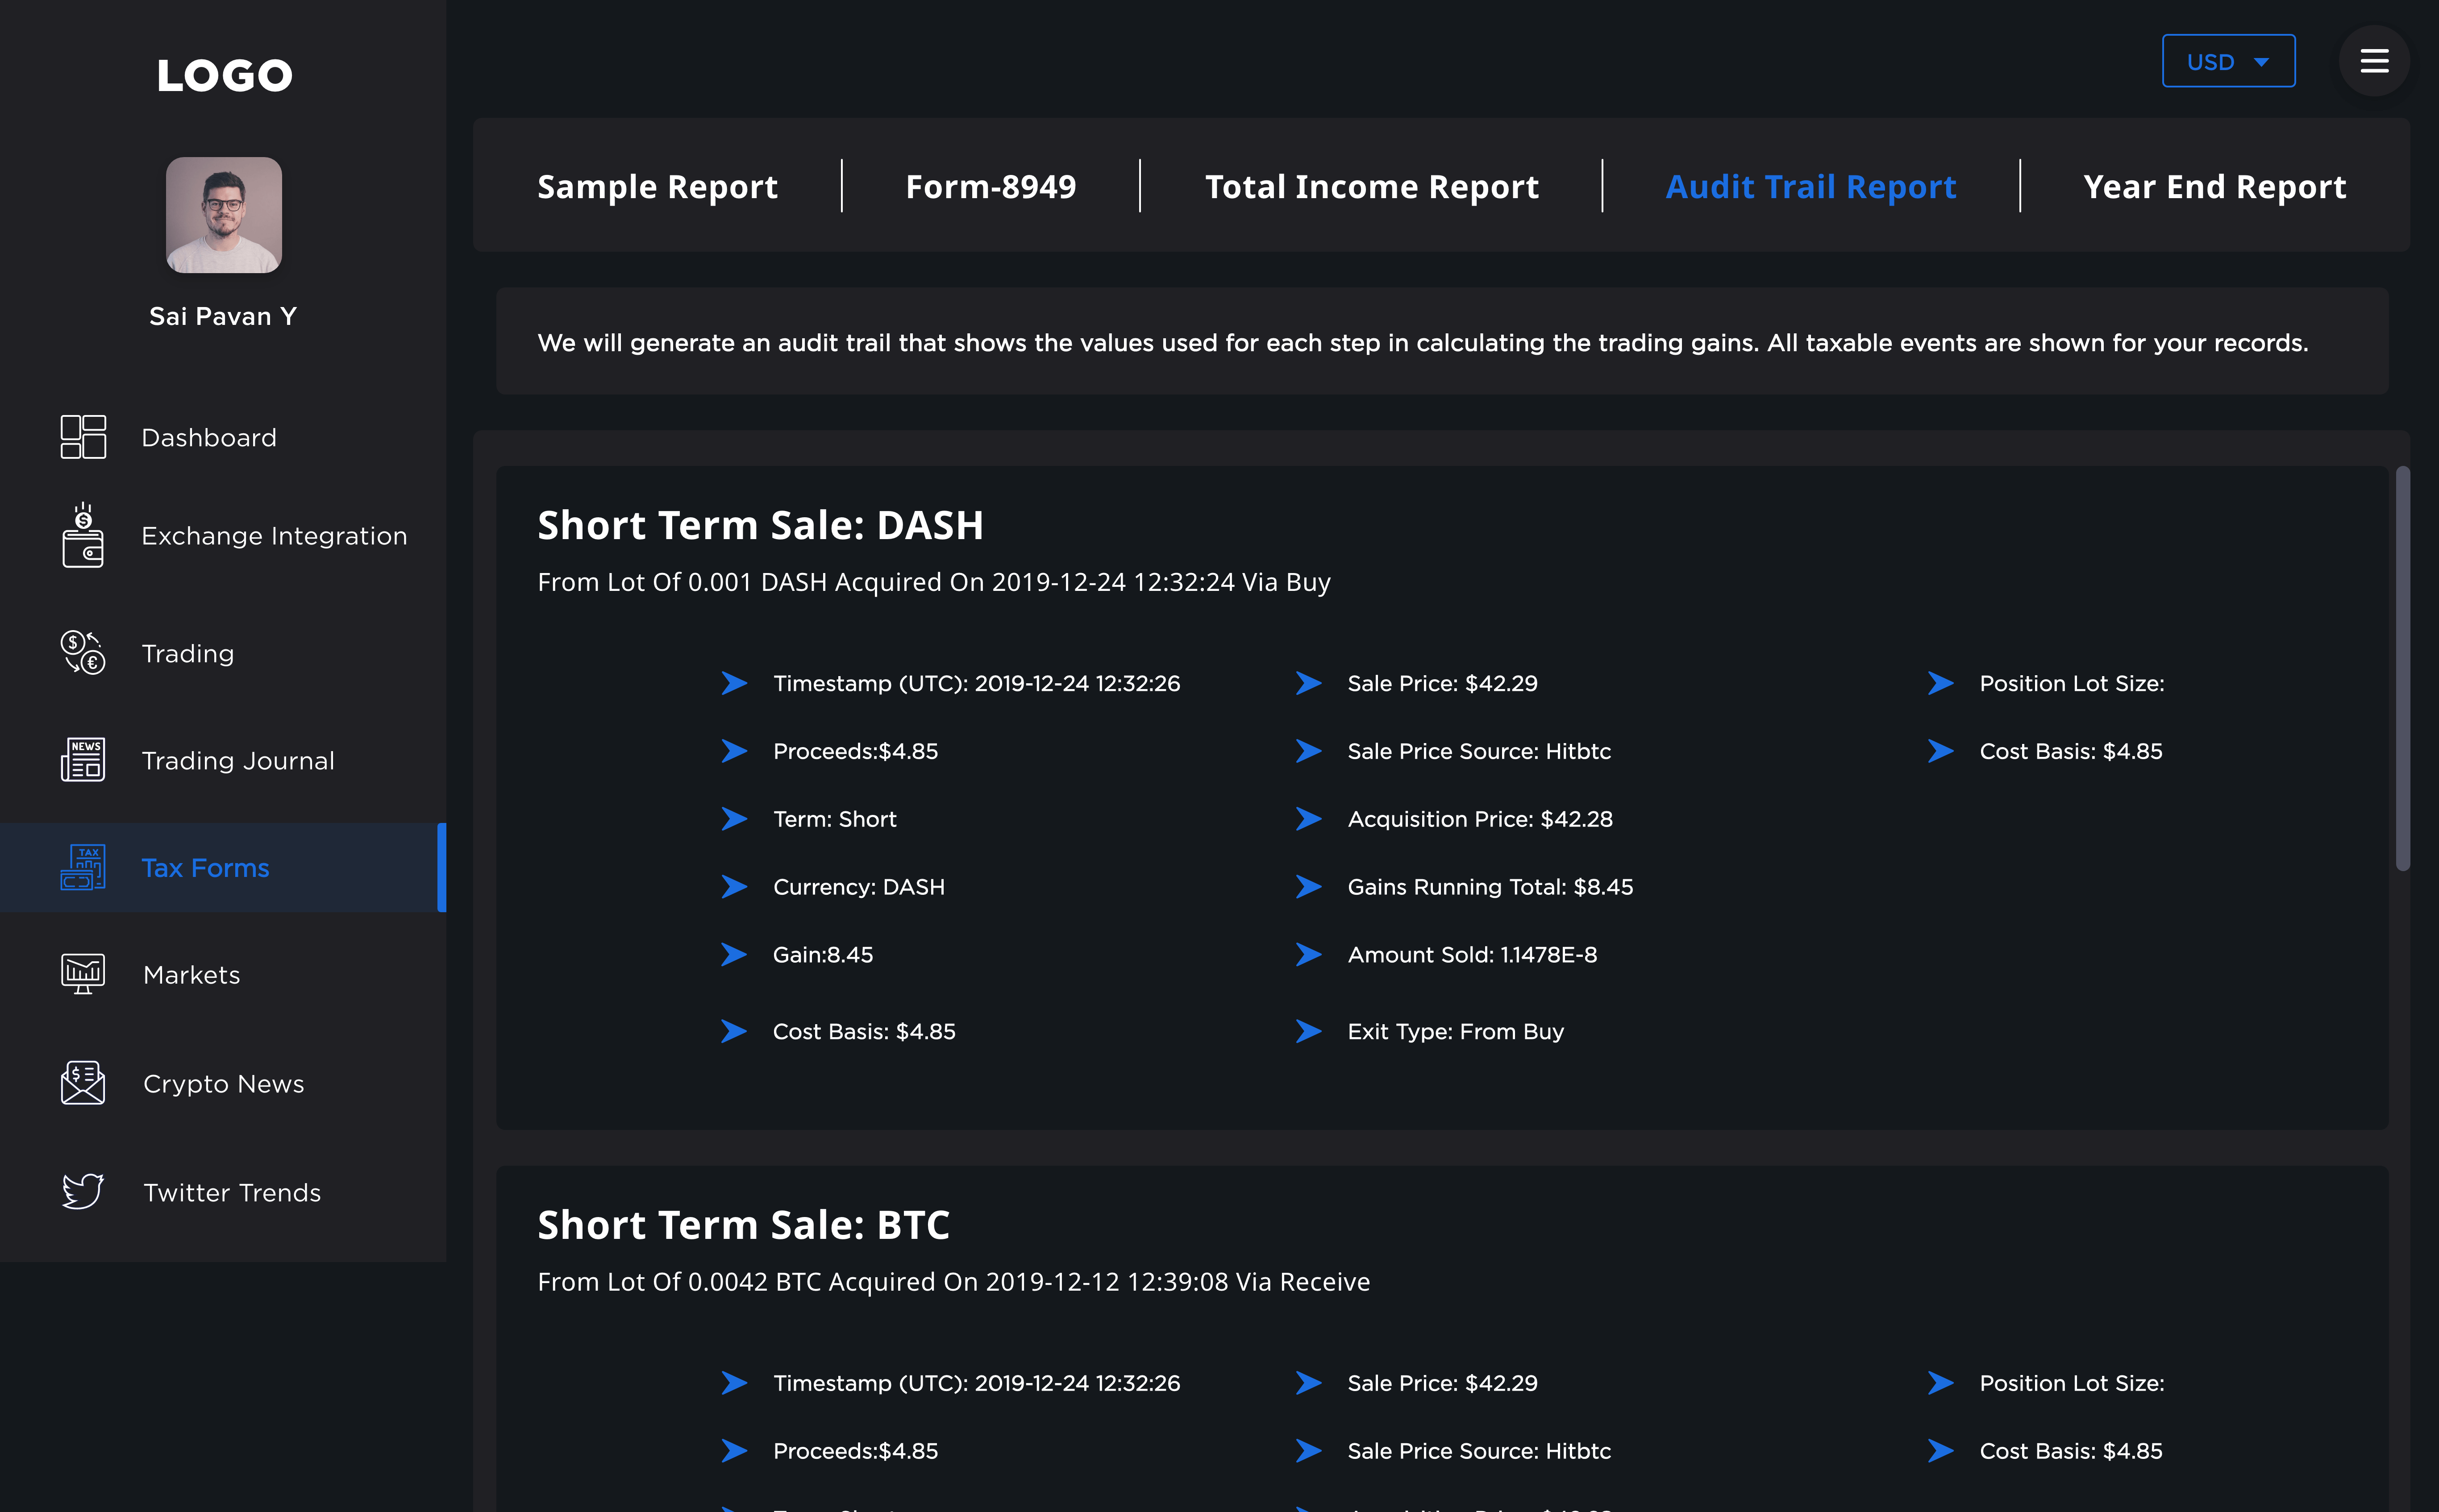 LOGO
Sai Pavan Y
Dashboard
Exchange Integration
Trading
NEWS
Trading Journal
TAX
Tax Forms
Markets
Crypto News
Twitter Trends
USD
Sample Report
Form-8949
Total Income Report
Audit Trail Report
Year End Report
We will generate an audit trail that shows the values used for each step in calculating the trading gains. All taxable events are shown for your records.
Short Term Sale: DASH
From Lot Of 0.001 DASH Acquired On 2019-12-24 12:32:24 Via Buy
Timestamp (UTC): 2019-12-24 12:32:26
Sale Price: $42.29
Position Lot Size:
Proceeds:$4.85
Sale Price Source: Hitbtc
Cost Basis: $4.85
Term: Short
Acquisition Price: $42.28
Currency: DASH
Gains Running Total: $8.45
Gain:8.45
Amount Sold: 1.1478E-8
Cost Basis: $4.85
Exit Type: From Buy
Short Term Sale: BTC
From Lot Of 0.0042 BTC Acquired On 2019-12-12 12:39:08 Via Receive
Timestamp (UTC): 2019-12-24 12:32:26
Sale Price: $42.29
Position Lot Size:
Proceeds:$4.85
Sale Price Source: Hitbtc
Cost Basis: $4.85